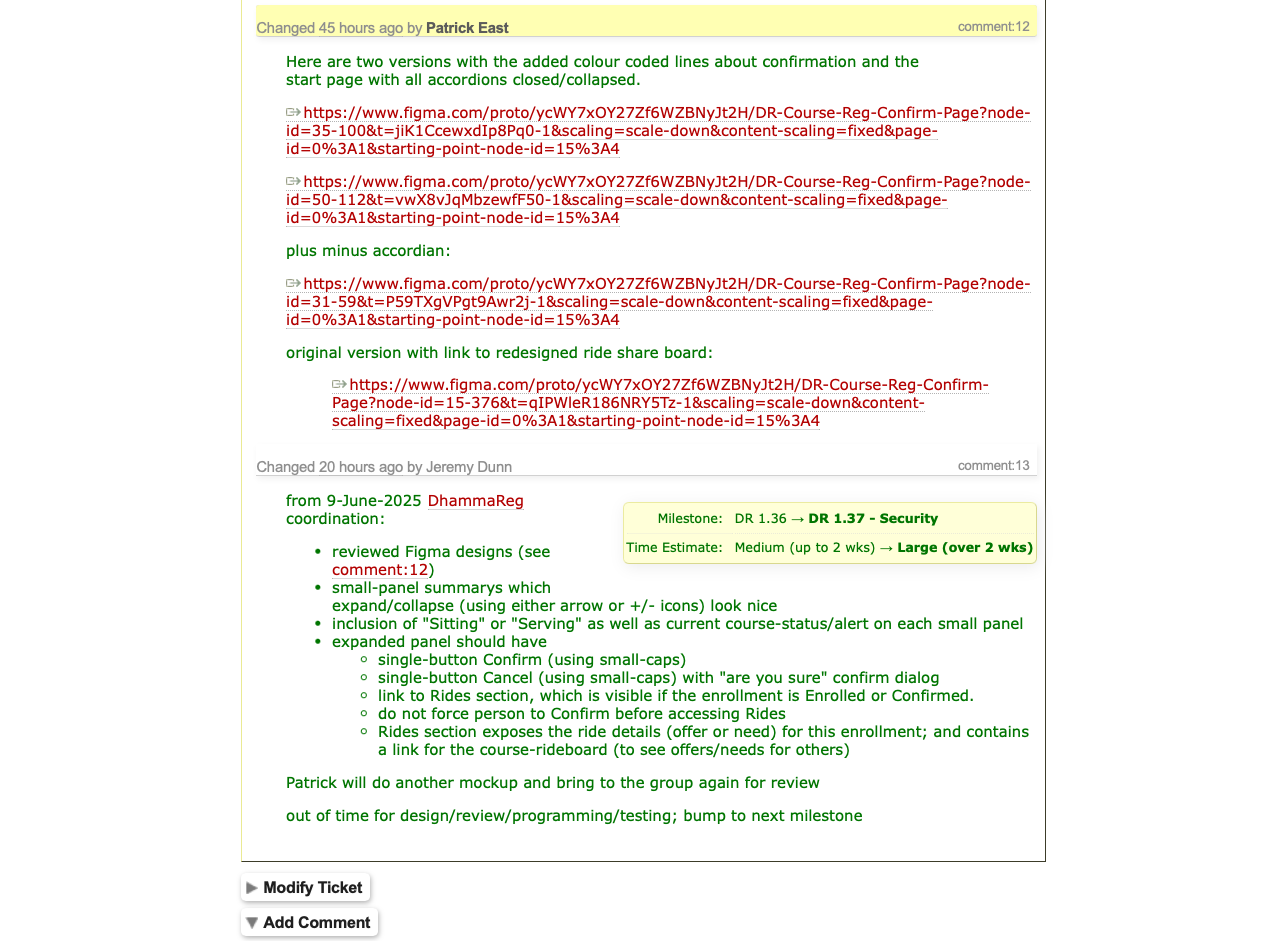 Changed 45 hours ago by Patrick East
comment:12
Here are two versions with the added colour coded lines about confirmation and the
start page with all accordions closed/collapsed.
https://www.figma.com/proto/ycWY7xOY27Zf6WZBNyJt2H/DR-Course-Reg-Confirm-Page?node-
id=35-100&t=jiK1CcewxdIp8Pq0-1&scaling=scale-down&content-scaling=fixed&page-
id=0%3A1&starting-point-node-id=15%3A4
https://www.figma.com/proto/ycWY7xOY27Zf6WZBNyJt2H/DR-Course-Reg-Confirm-Page?node-
id=50-112&t=vwX8vJqMbzewfF50-1&scaling=scale-down&content-scaling=fixed&page-
id=0%3A1&starting-point-node-id=15%3A4
plus minus accordian:
https://www.figma.com/proto/ycWY7xOY27Zf6WZBNyJt2H/DR-Course-Reg-Confirm-Page?node-
id=31-59&t=P59TXgVPgt9Awr2j-1&scaling=scale-down&content-scaling=fixed&page-
id=0%3A1&starting-point-node-id=15%3A4
original version with link to redesigned ride share board:
https://www.figma.com/proto/ycWY7xOY27Zf6WZBNyJt2H/DR-Course-Reg-Confirm-
Page?node-id=15-376&t=qIPWleR186NRY5Tz-1&scaling=scale-down&content-
scaling=fixed&page-id=0%3A1&starting-point-node-id=15%3A4
Changed 20 hours ago by Jeremy Dunn
comment:13
Milestone: DR 1.36 → DR 1.37 - Security
Time Estimate: Medium (up to 2 wks) → Large (over 2 wks)
from 9-June-2025 DhammaReg
coordination:
• reviewed Figma designs (see
comment:12)
• small-panel summarys which
expand/collapse (using either arrow or +/- icons) look nice
• inclusion of "Sitting" or "Serving" as well as current course-status/alert on each small panel
• expanded panel should have
◦ single-button Confirm (using small-caps)
◦ single-button Cancel (using small-caps) with "are you sure" confirm dialog
◦ link to Rides section, which is visible if the enrollment is Enrolled or Confirmed.
◦ do not force person to Confirm before accessing Rides
◦ Rides section exposes the ride details (offer or need) for this enrollment; and contains
a link for the course-rideboard (to see offers/needs for others)
Patrick will do another mockup and bring to the group again for review
out of time for design/review/programming/testing; bump to next milestone
Modify Ticket
Add Comment